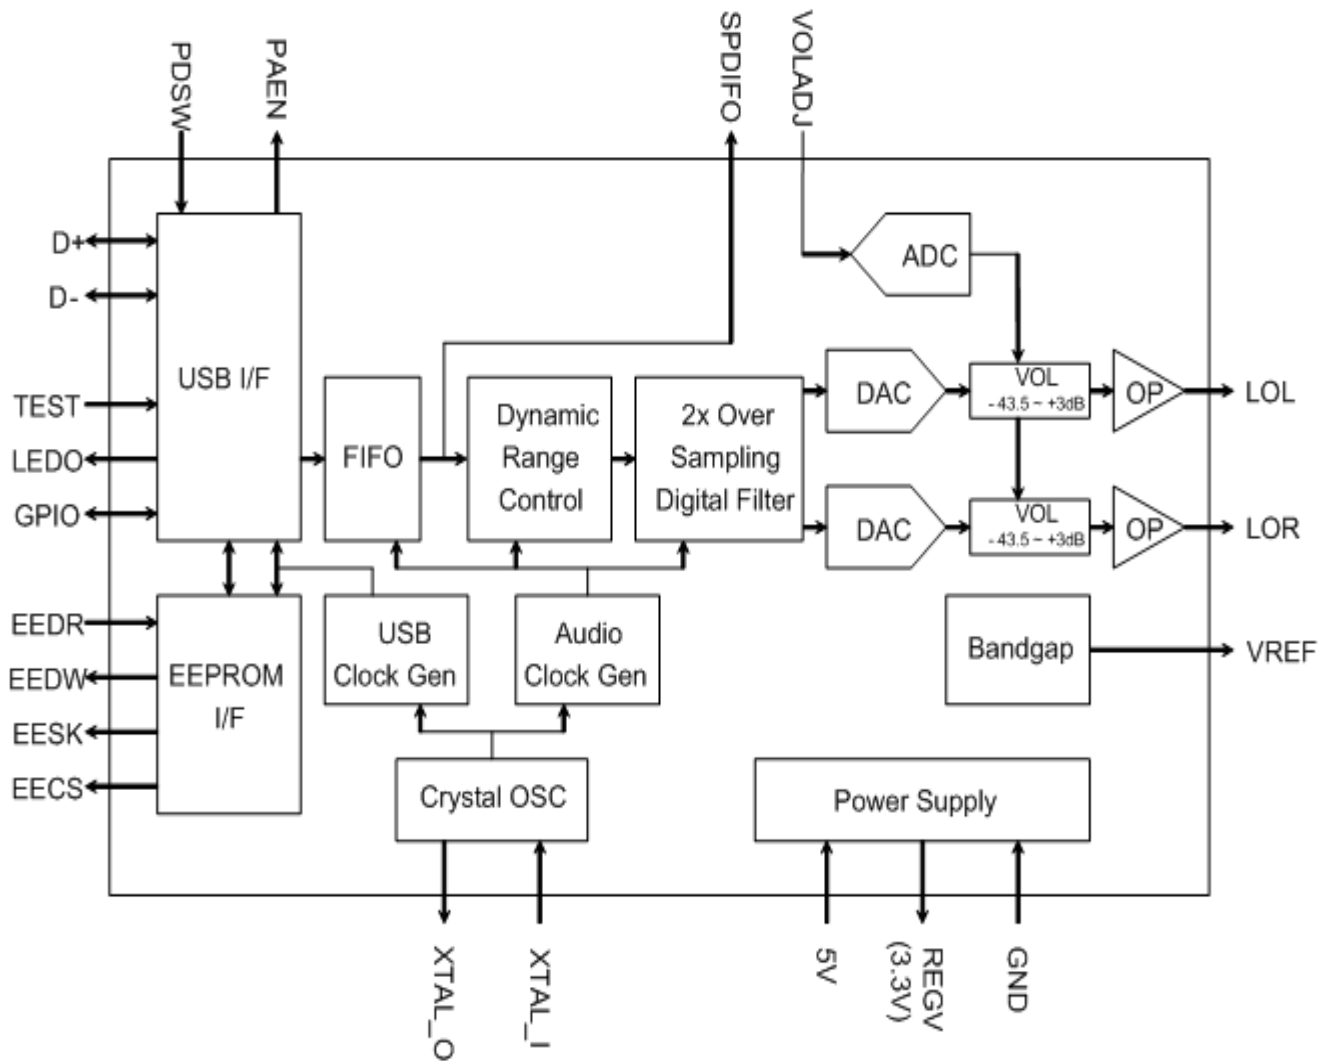 PDSW
PAEN
SPDIFO
VOLADJ
D+
D-
TEST
LEDO
GPIO
EEDR
EEDW
EESK
EECS
USB I/F
FIFO
Dynamic
Range
Control
2x Over
Sampling
Digital Filter
ADC
DAC
VOL
- 43.5 ~ +3dB
OP
LOL
DAC
VOL
- 43.5 ~ +3dB
OP
LOR
EEPROM
I/F
USB
Clock Gen
Audio
Clock Gen
Bandgap
VREF
Crystal OSC
Power Supply
XTAL_O
XTAL_I
5V
REGV
(3.3V)
GND